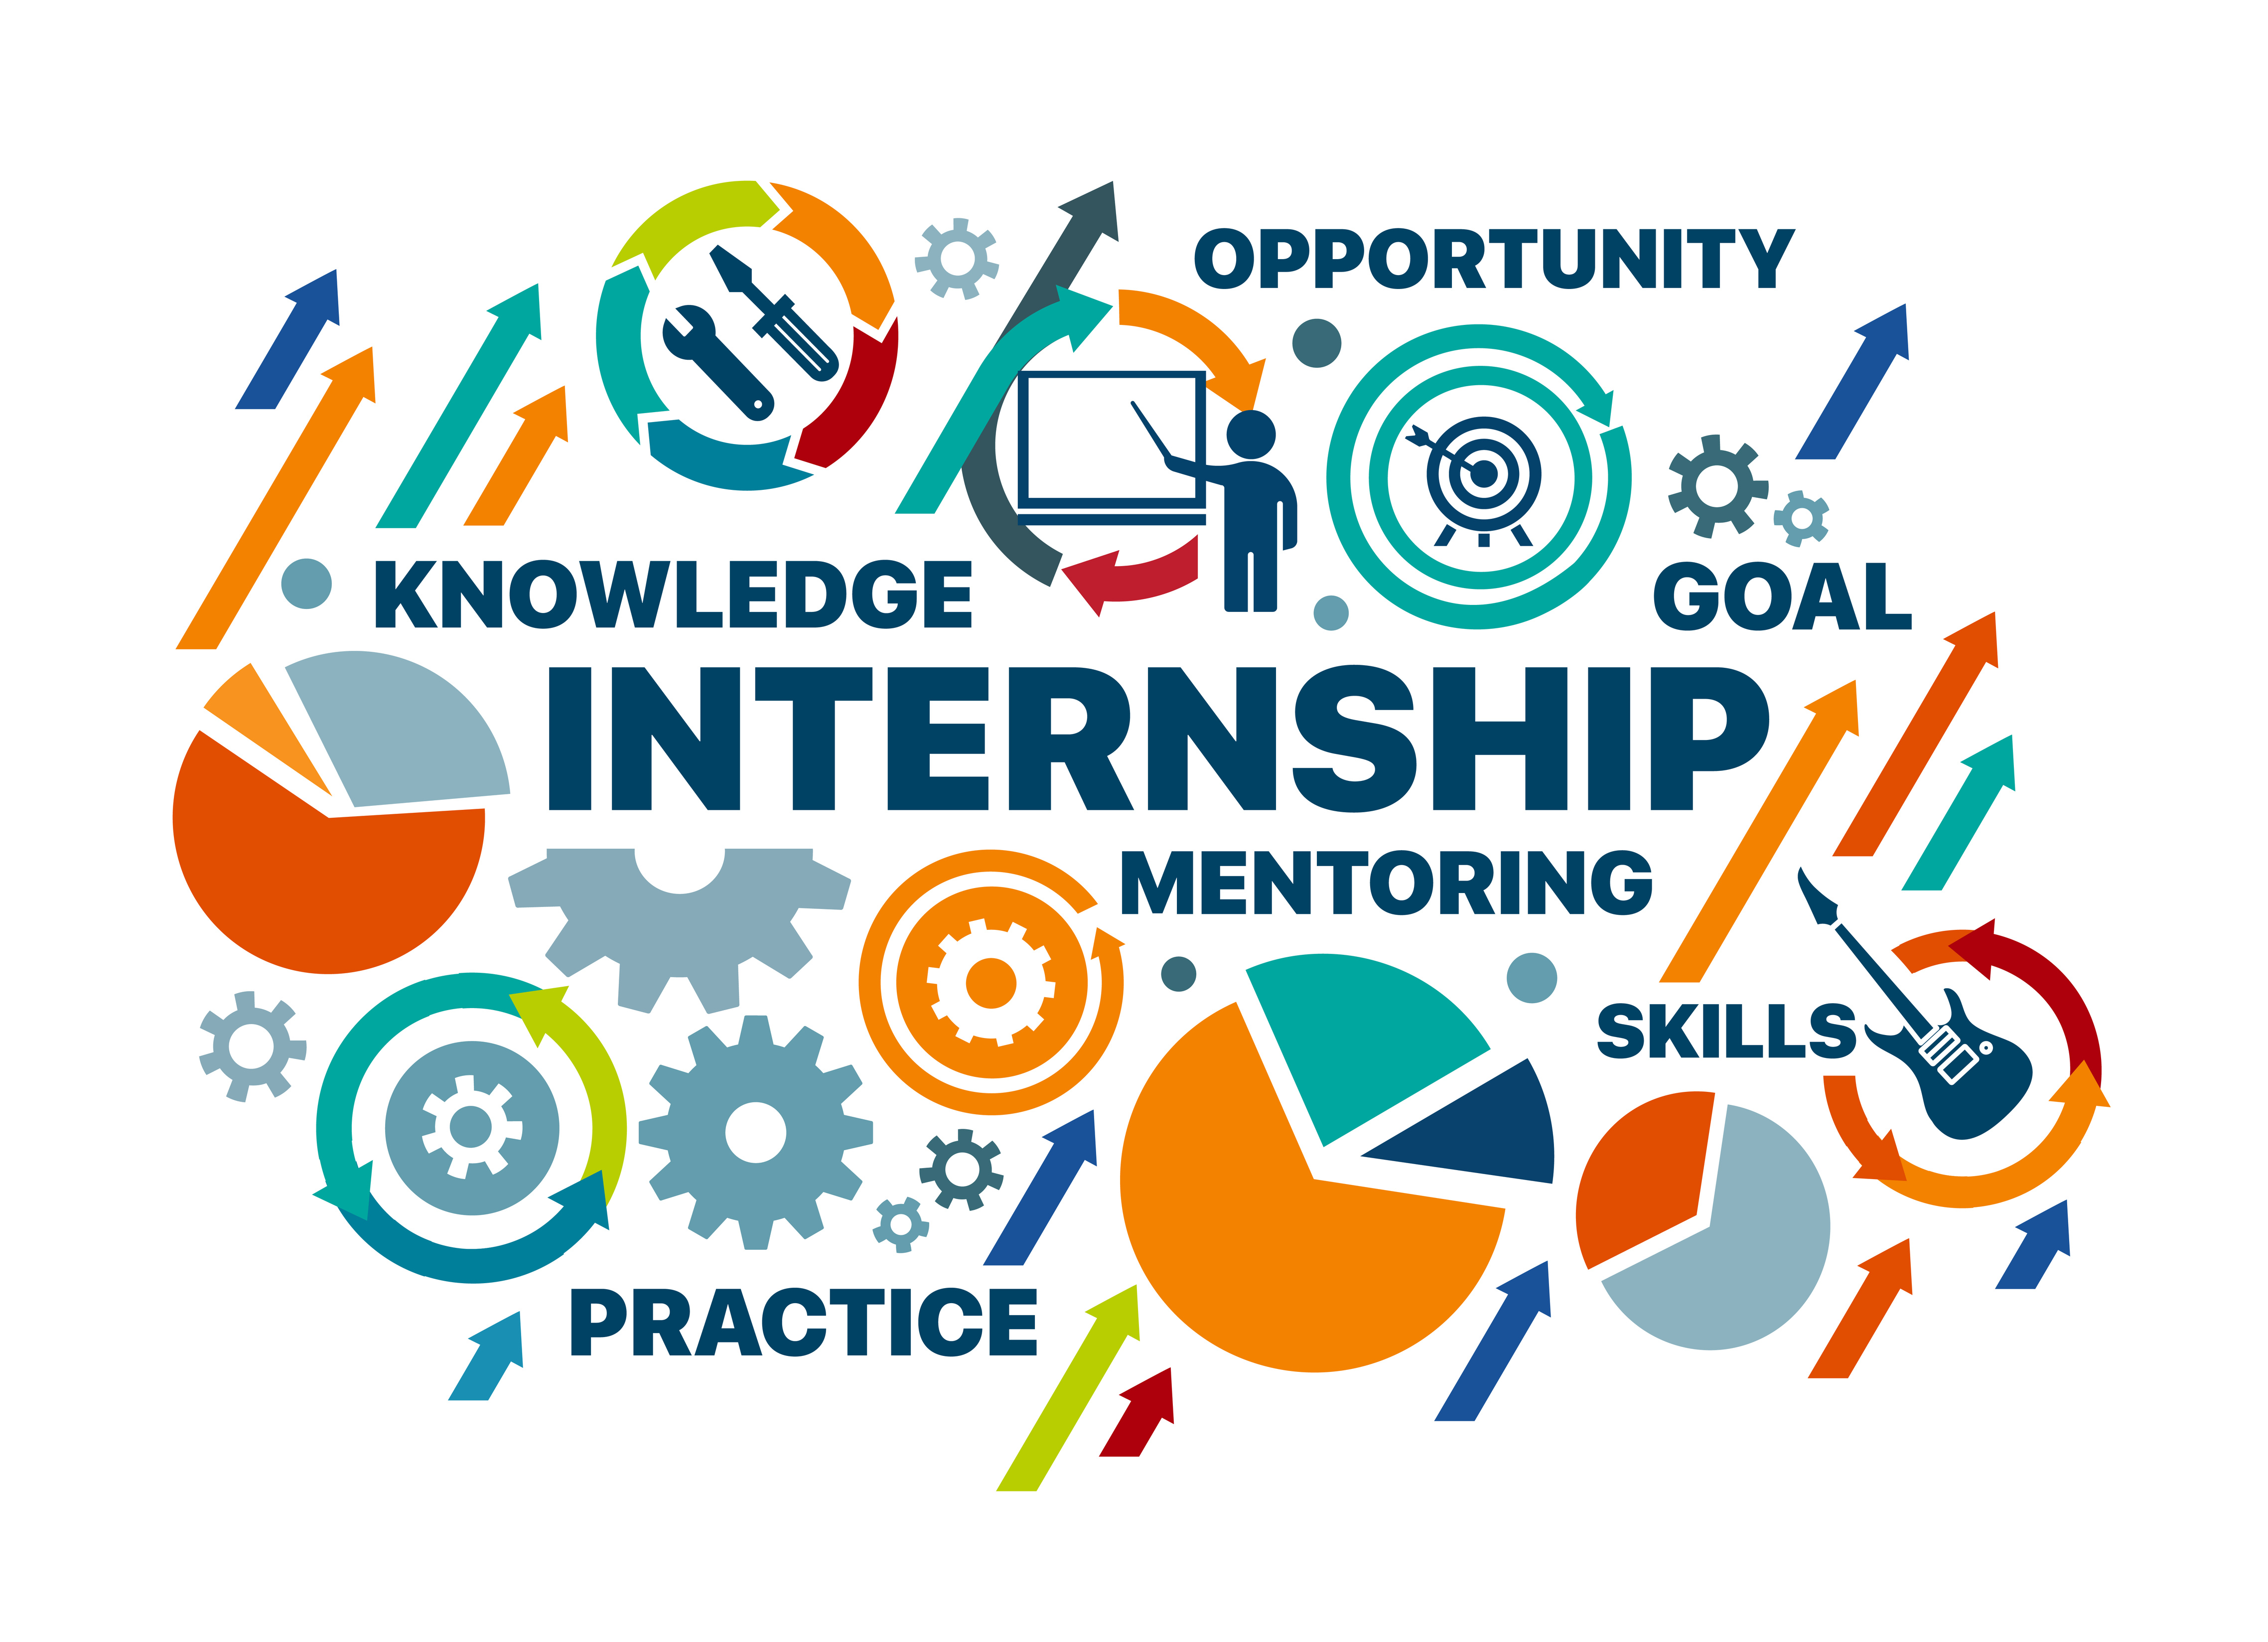 OPPORTUNITY
KNOWLEDGE
GOAL
INTERNSHIP
MENTORING
SKILLS
PRACTICE